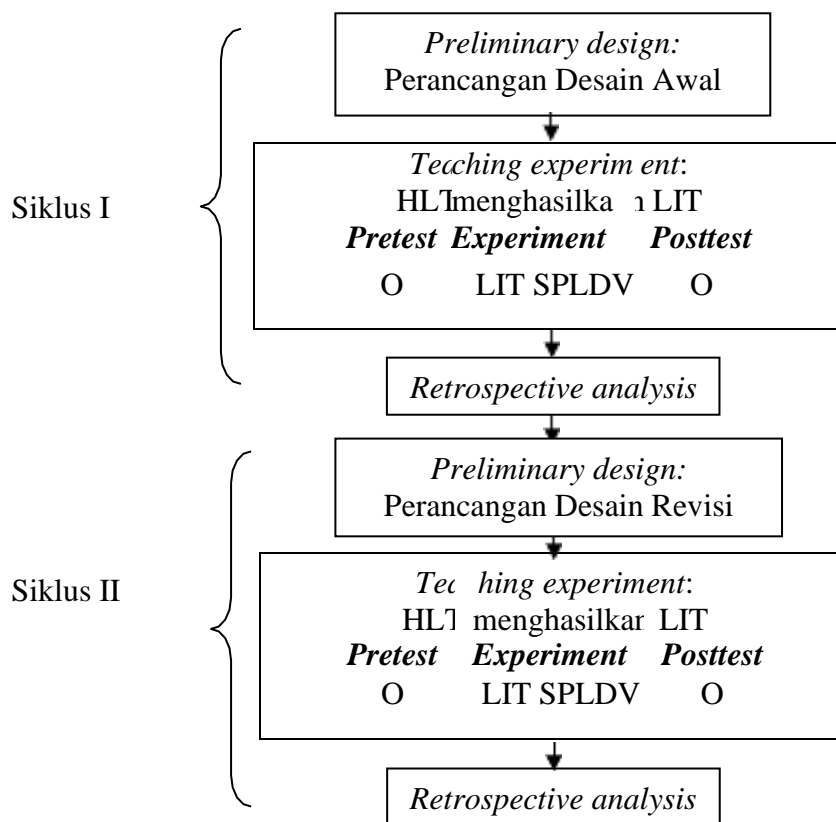 Preliminary design:
Perancangan Desain Awal
Teaching experiment:
HLT menghasilkan LIT
Pretest Experiment Posttest
O LIT SPLDV O
Siklus I
Retrospective analysis
Preliminary design:
Perancangan Desain Revisi
Teaching experiment:
HLT menghasilkan LIT
Pretest Experiment Posttest
O LIT SPLDV O
Siklus II
Retrospective analysis